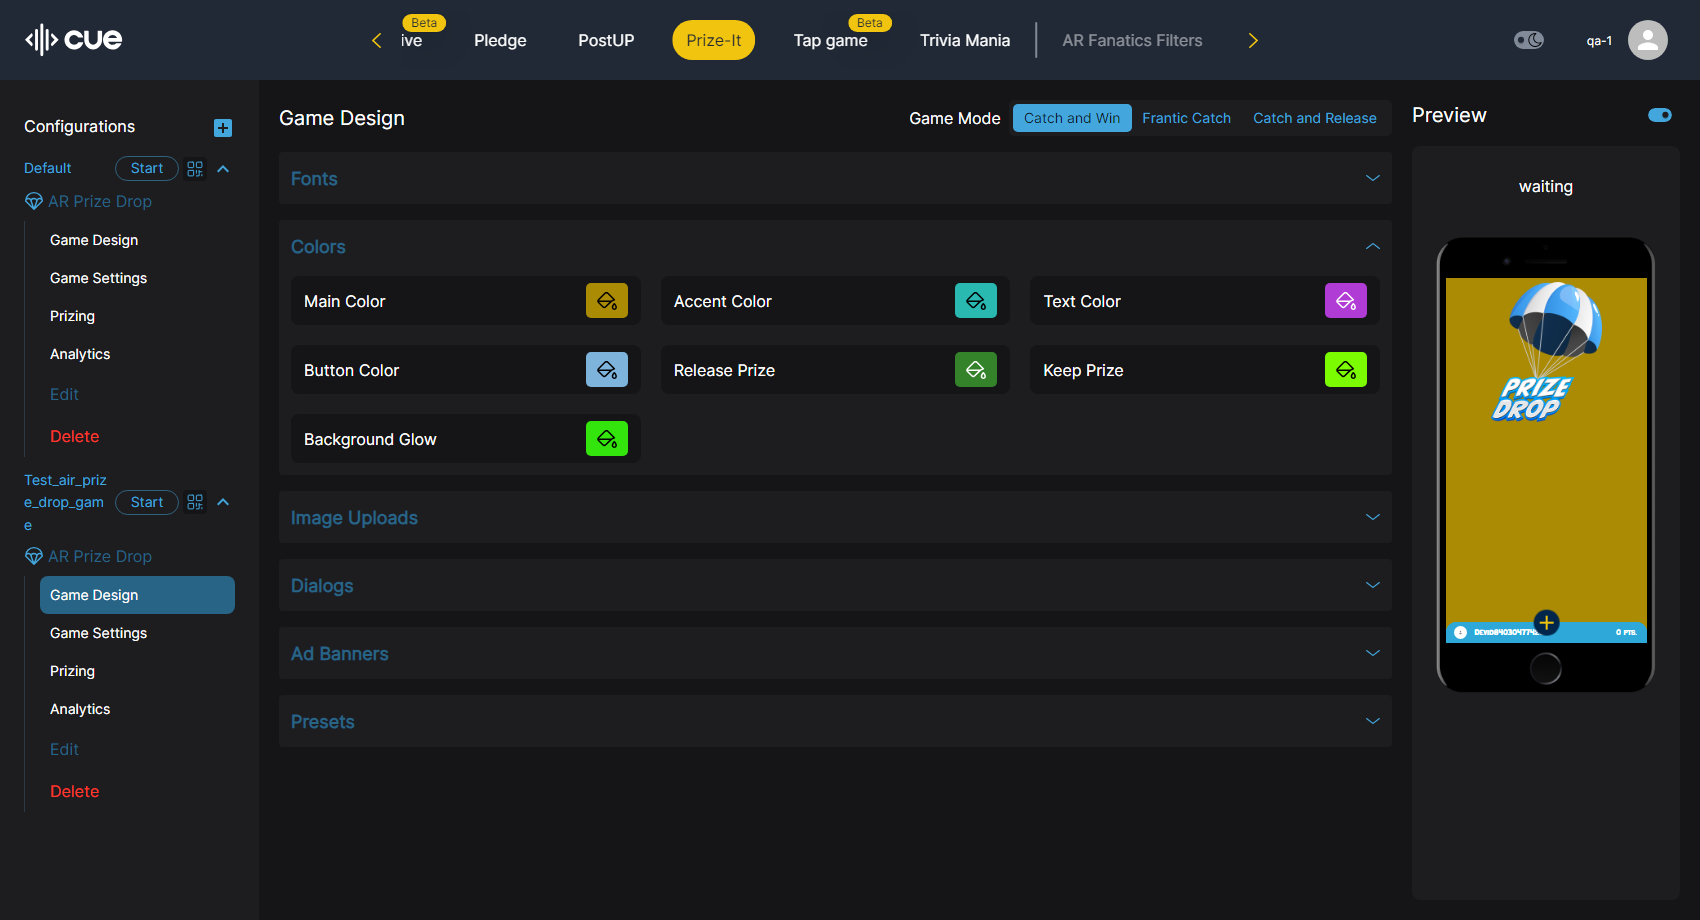 cue
Beta
ive
Pledge
PostUP
Prize-It
Beta
Tap game
Trivia Mania
AR Fanatics Filters
qa-1
Configurations
Default
Start
AR Prize Drop
Game Design
Game Settings
Prizing
Analytics
Edit
Delete
Test_air_priz
e_drop_gam
e
Start
AR Prize Drop
Game Design
Game Settings
Prizing
Analytics
Edit
Delete
Game Design
Game Mode
Catch and Win
Frantic Catch
Catch and Release
Fonts
Colors
Main Color
Accent Color
Text Color
Button Color
Release Prize
Keep Prize
Background Glow
Image Uploads
Dialogs
Ad Banners
Presets
Preview
waiting
PRIZE
DROP
0 PTS.